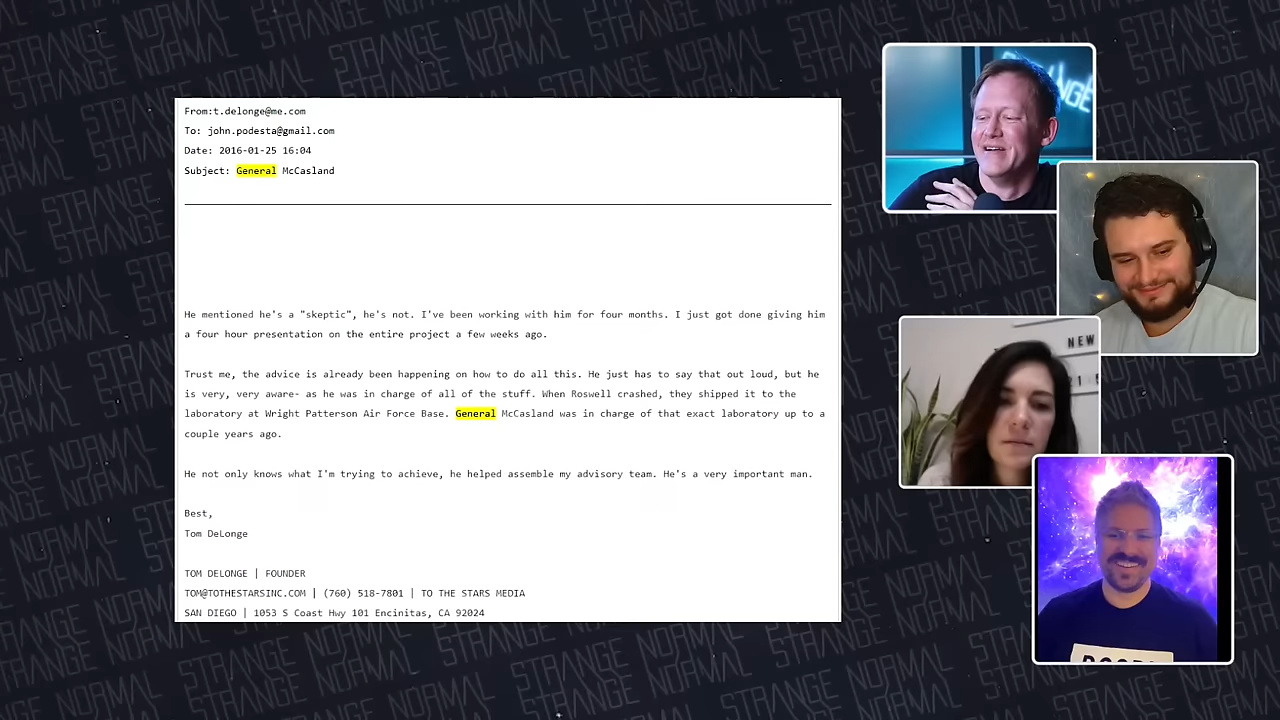 From:t.delonge@me.com
To: john.podesta@gmail.com
Date: 2016-01-25 16:04
Subject: General McCasland
He mentioned he's a "skeptic", he's not. I've been working with him for four months. I just got done giving him
a four hour presentation on the entire project a few weeks ago.
Trust me, the advice is already been happening on how to do all this. He just has to say that out loud, but he
is very, very aware- as he was in charge of all of the stuff. When Roswell crashed, they shipped it to the
laboratory at Wright Patterson Air Force Base. General McCasland was in charge of that exact laboratory up to a
couple years ago.
He not only knows what I'm trying to achieve, he helped assemble my advisory team. He's a very important man.
Best,
Tom DeLonge
TOM DELONGE | FOUNDER
TOM@TOTHESTARSINC.COM | (760) 518-7801 | TO THE STARS MEDIA
SAN DIEGO | 1053 S Coast Hwy 101 Encinitas, CA 92024
STRANGE
NORMAL
NEW